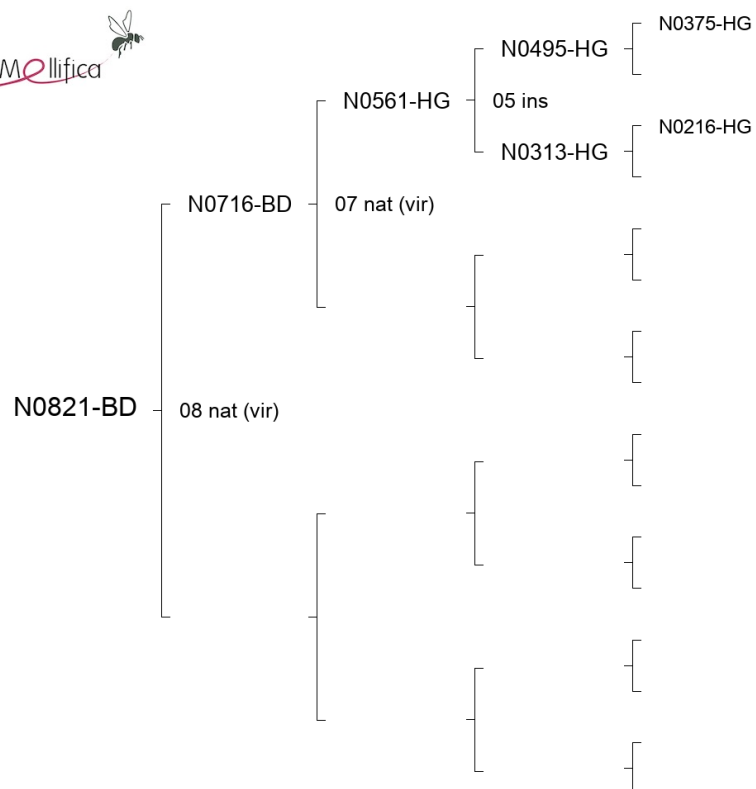 Mellifica
N0375-HG
N0495-HG
N0561-HG
05 ins
N0216-HG
N0313-HG
N0716-BD
07 nat (vir)
N0821-BD
08 nat (vir)